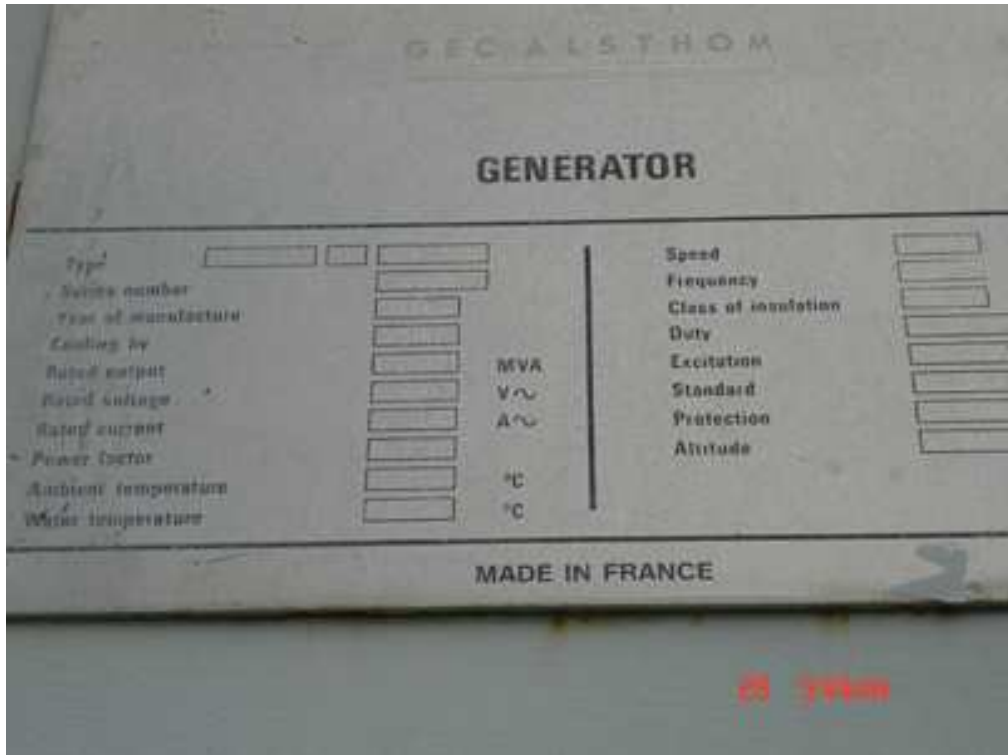 GEC ALSTHOM
GENERATOR
Type
Series number
Year of manufacture
Cooling by
Rated output MVA
Rated voltage V~
Rated current A~
Power factor
Ambient temperature °C
Water temperature °C
Speed
Frequency
Class of insulation
Duty
Excitation
Standard
Protection
Altitude
MADE IN FRANCE